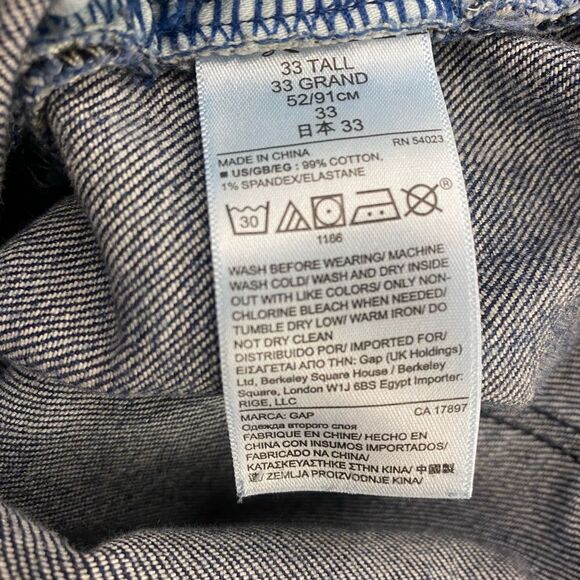 33 TALL
33 GRAND
52/91CM
33
日本 33
RN 54023
MADE IN CHINA
■ US/GB/EG: 99% COTTON,
1% SPANDEX/ELASTANE
30
®
1186
WASH BEFORE WEARING/ MACHINE
WASH COLD/ WASH AND DRY INSIDE
OUT WITH LIKE COLORS/ ONLY NON-
CHLORINE BLEACH WHEN NEEDED/
TUMBLE DRY LOW/ WARM IRON/ DO
NOT DRY CLEAN
DISTRIBUIDO POR/ IMPORTED FOR/
ΕΙΣΑΓΕΤΑΙ ΑΠΟ ΤΗΝ: Gap (UK Holdings)
Ltd, Berkeley Square House / Berkeley
Square, London W1J 6BS Egypt Importer:
RIGE, LLC
MARCA: GAP
CA 17897
Одежда второго слоя
FABRIQUE EN CHINE/ HECHO EN
CHINA CON INSUMOS IMPORTADOS/
FABRICADO NA CHINA/
ΚΑΤΑΣΚΕΥΑΣΤΗΚΕ ΣΤΗΝ ΚΙΝΑ/ 中國製
ZEMLJA PROIZVODNJE KINA/